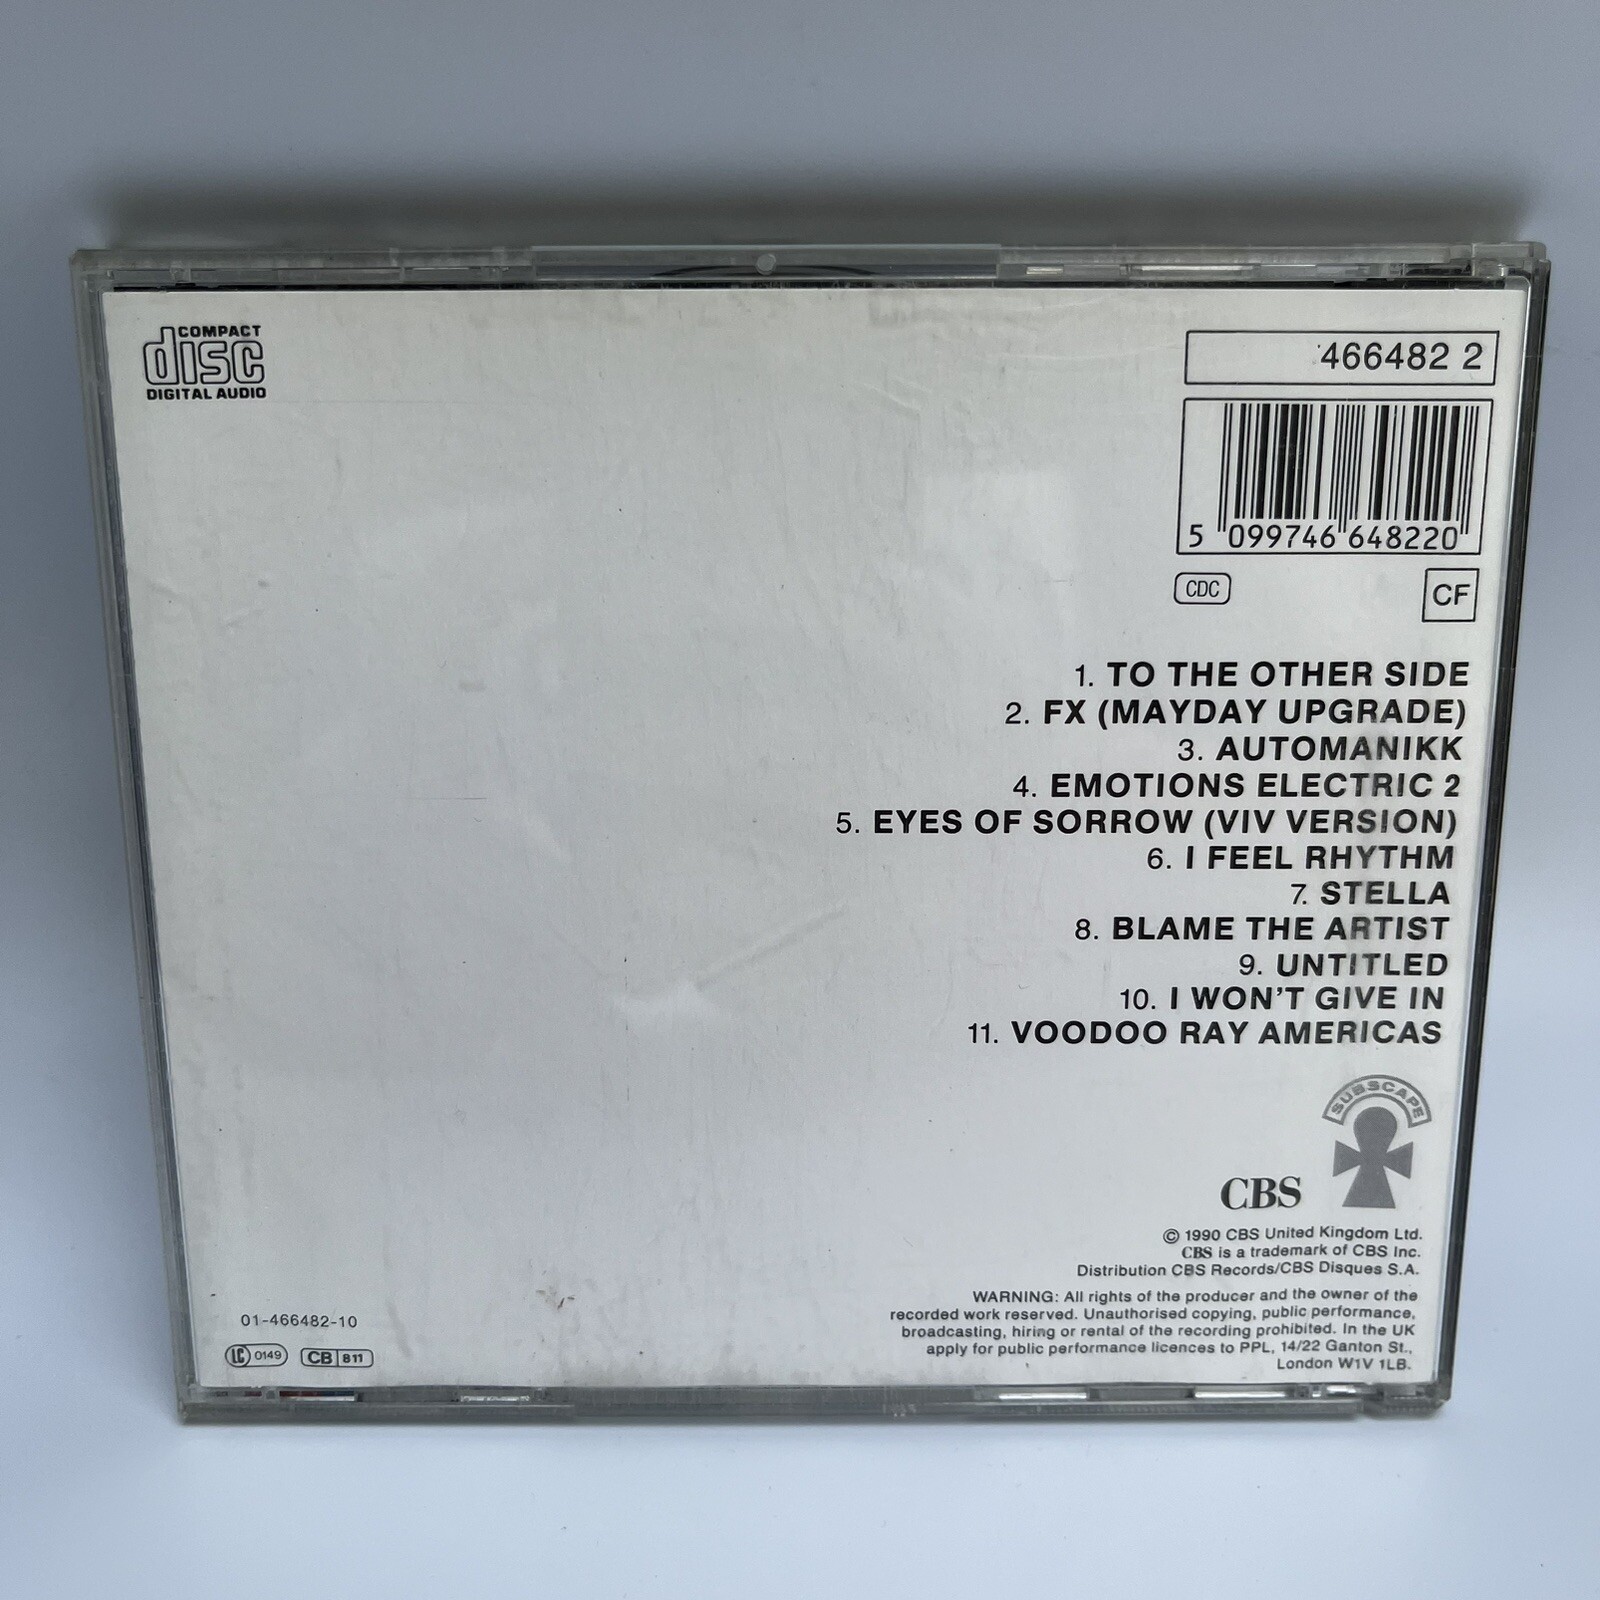 COMPACT
disc
DIGITAL AUDIO
466482 2
5 099746 648220
CDC
CF
1. TO THE OTHER SIDE
2. FX (MAYDAY UPGRADE)
3. AUTOMANIKK
4. EMOTIONS ELECTRIC 2
5. EYES OF SORROW (VIV VERSION)
6. I FEEL RHYTHM
7. STELLA
8. BLAME THE ARTIST
9. UNTITLED
10. I WON'T GIVE IN
11. VOODOO RAY AMERICAS
SUBSCAPE
CBS
© 1990 CBS United Kingdom Ltd.
CBS is a trademark of CBS Inc.
Distribution CBS Records/CBS Disques S.A.
WARNING: All rights of the producer and the owner of the
recorded work reserved. Unauthorised copying, public performance,
broadcasting, hiring or rental of the recording prohibited. In the UK
apply for public performance licences to PPL, 14/22 Ganton St.,
London W1V 1LB.
01-466482-10
LC 0149 CB 811